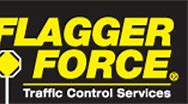 FLAGGER
FORCE®
Traffic Control Services